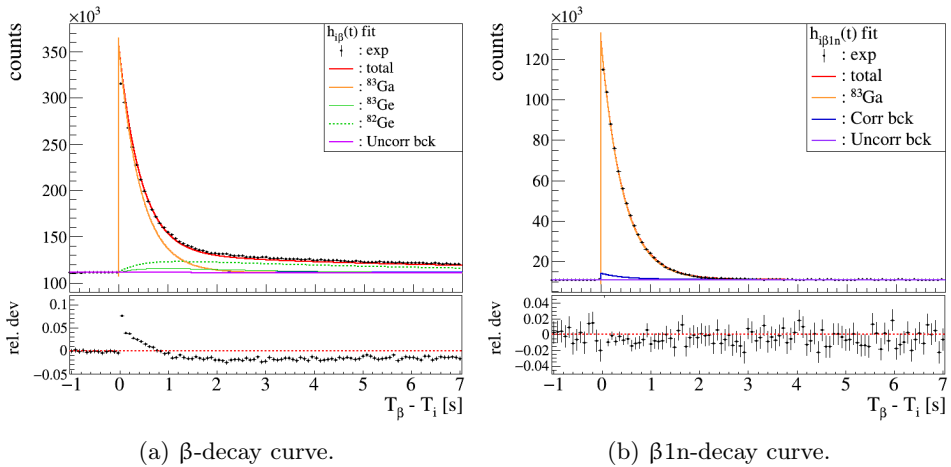 ×10³
counts
350
300
250
200
150
100
h_iβ(t) fit
: exp
: total
: ⁸³Ga
: ⁸³Ge
: ⁸²Ge
: Uncorr bck
rel. dev
0.1
0.05
0
−0.05
−1 0 1 2 3 4 5 6 7
T_β - T_i [s]
(a) β-decay curve.
×10³
counts
120
100
80
60
40
20
h_iβ1n(t) fit
: exp
: total
: ⁸³Ga
: Corr bck
: Uncorr bck
rel. dev
0.04
0.02
0
−0.02
−0.04
−1 0 1 2 3 4 5 6 7
T_β - T_i [s]
(b) β1n-decay curve.